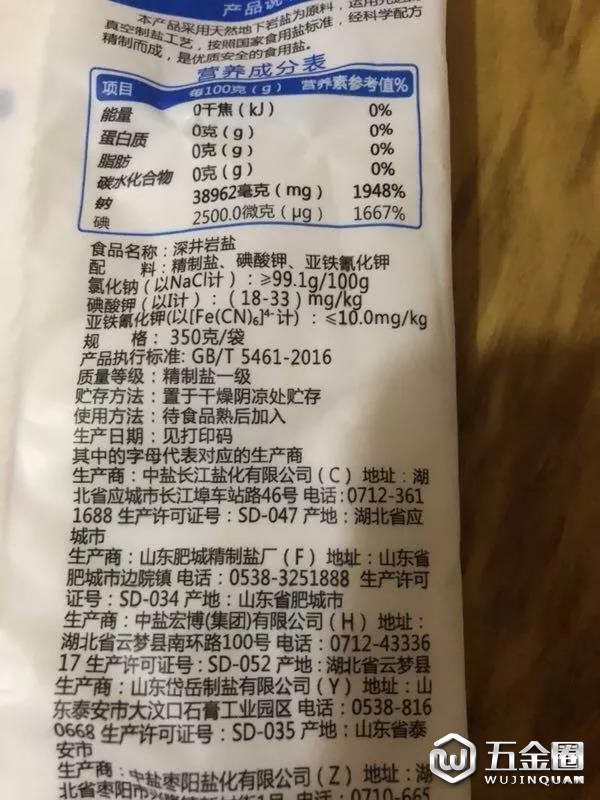 产品说
本产品采用天然地下岩盐为原料，运用先进
真空制盐工艺，按照国家食用盐标准，经科学配方
精制而成，是优质安全的食用盐。
营养成分表
项目 每100克（g） 营养素参考值%
能量 0千焦（kJ） 0%
蛋白质 0克（g） 0%
脂肪 0克（g） 0%
碳水化合物 0克（g） 0%
钠 38962毫克（mg） 1948%
碘 2500.0微克（μg） 1667%
食品名称：深井岩盐
配 料：精制盐、碘酸钾、亚铁氰化钾
氯化钠（以NaCl计）：≥99.1g/100g
碘酸钾（以I计）：（18-33）mg/kg
亚铁氰化钾(以[Fe(CN)₆]⁴⁻计)：≤10.0mg/kg
规 格：350克/袋
产品执行标准: GB/T 5461-2016
质量等级：精制盐一级
贮存方法：置于干燥阴凉处贮存
使用方法：待食品熟后加入
生产日期：见打印码
其中的字母代表对应的生产商
生产商：中盐长江盐化有限公司（C）地址：湖
北省应城市长江埠车站路46号 电话:0712-361
1688 生产许可证号：SD-047 产地：湖北省应
城市
生产商：山东肥城精制盐厂（F）地址：山东省
肥城市边院镇 电话：0538-3251888 生产许可
证号：SD-034 产地：山东省肥城市
生产商：中盐宏博(集团)有限公司（H）地址：
湖北省云梦县南环路100号 电话：0712-43336
17 生产许可证号：SD-052 产地:湖北省云梦县
生产商：山东岱岳制盐有限公司（Y）地址：山
东泰安市大汶口石膏工业园区 电话：0538-816
0668 生产许可证号：SD-035 产地：山东省泰
安市
生产商：中盐枣阳盐化有限公司（Z）地址：湖
北省枣阳市 街1号 电话：0710-665
五金圈
WUJINQUAN